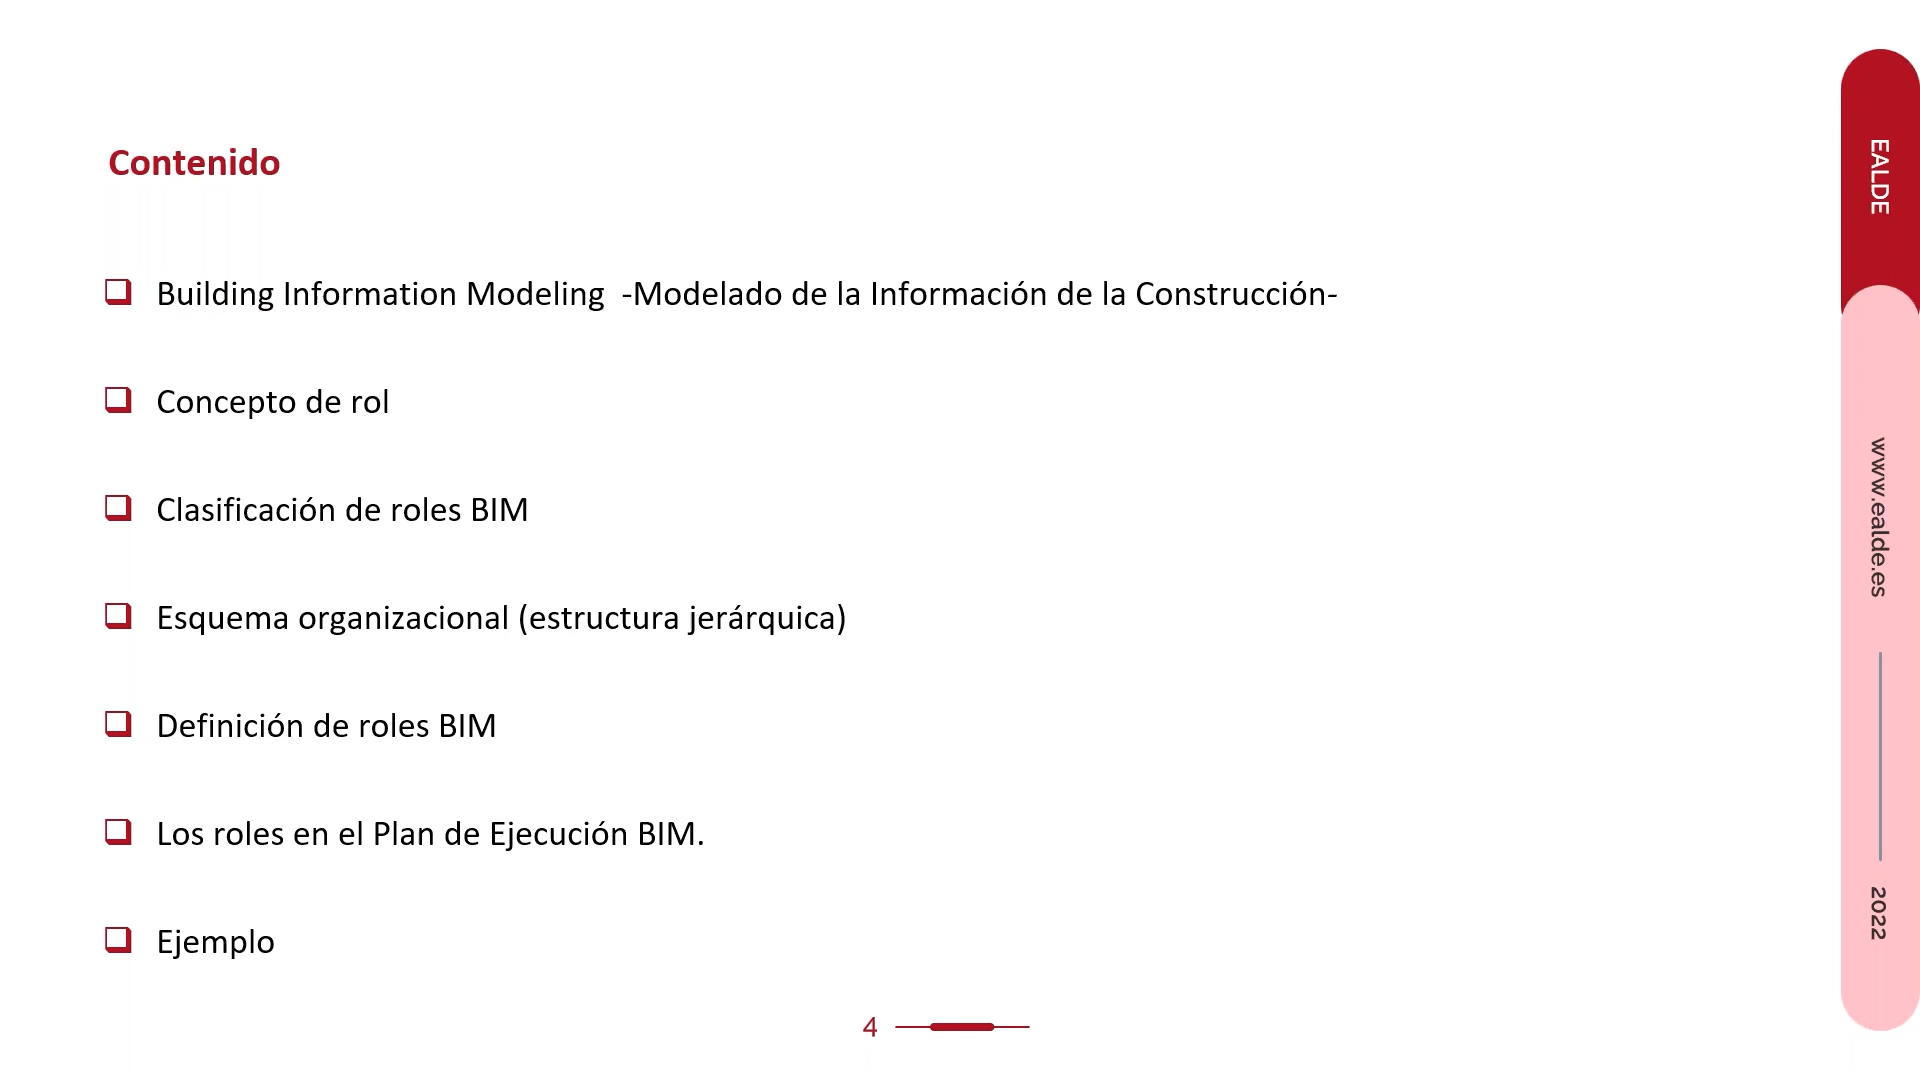 Contenido
Building Information Modeling  -Modelado de la Información de la Construcción-
Concepto de rol
Clasificación de roles BIM
Esquema organizacional (estructura jerárquica)
Definición de roles BIM
Los roles en el Plan de Ejecución BIM.
Ejemplo
4
EALDE
www.ealde.es
2022